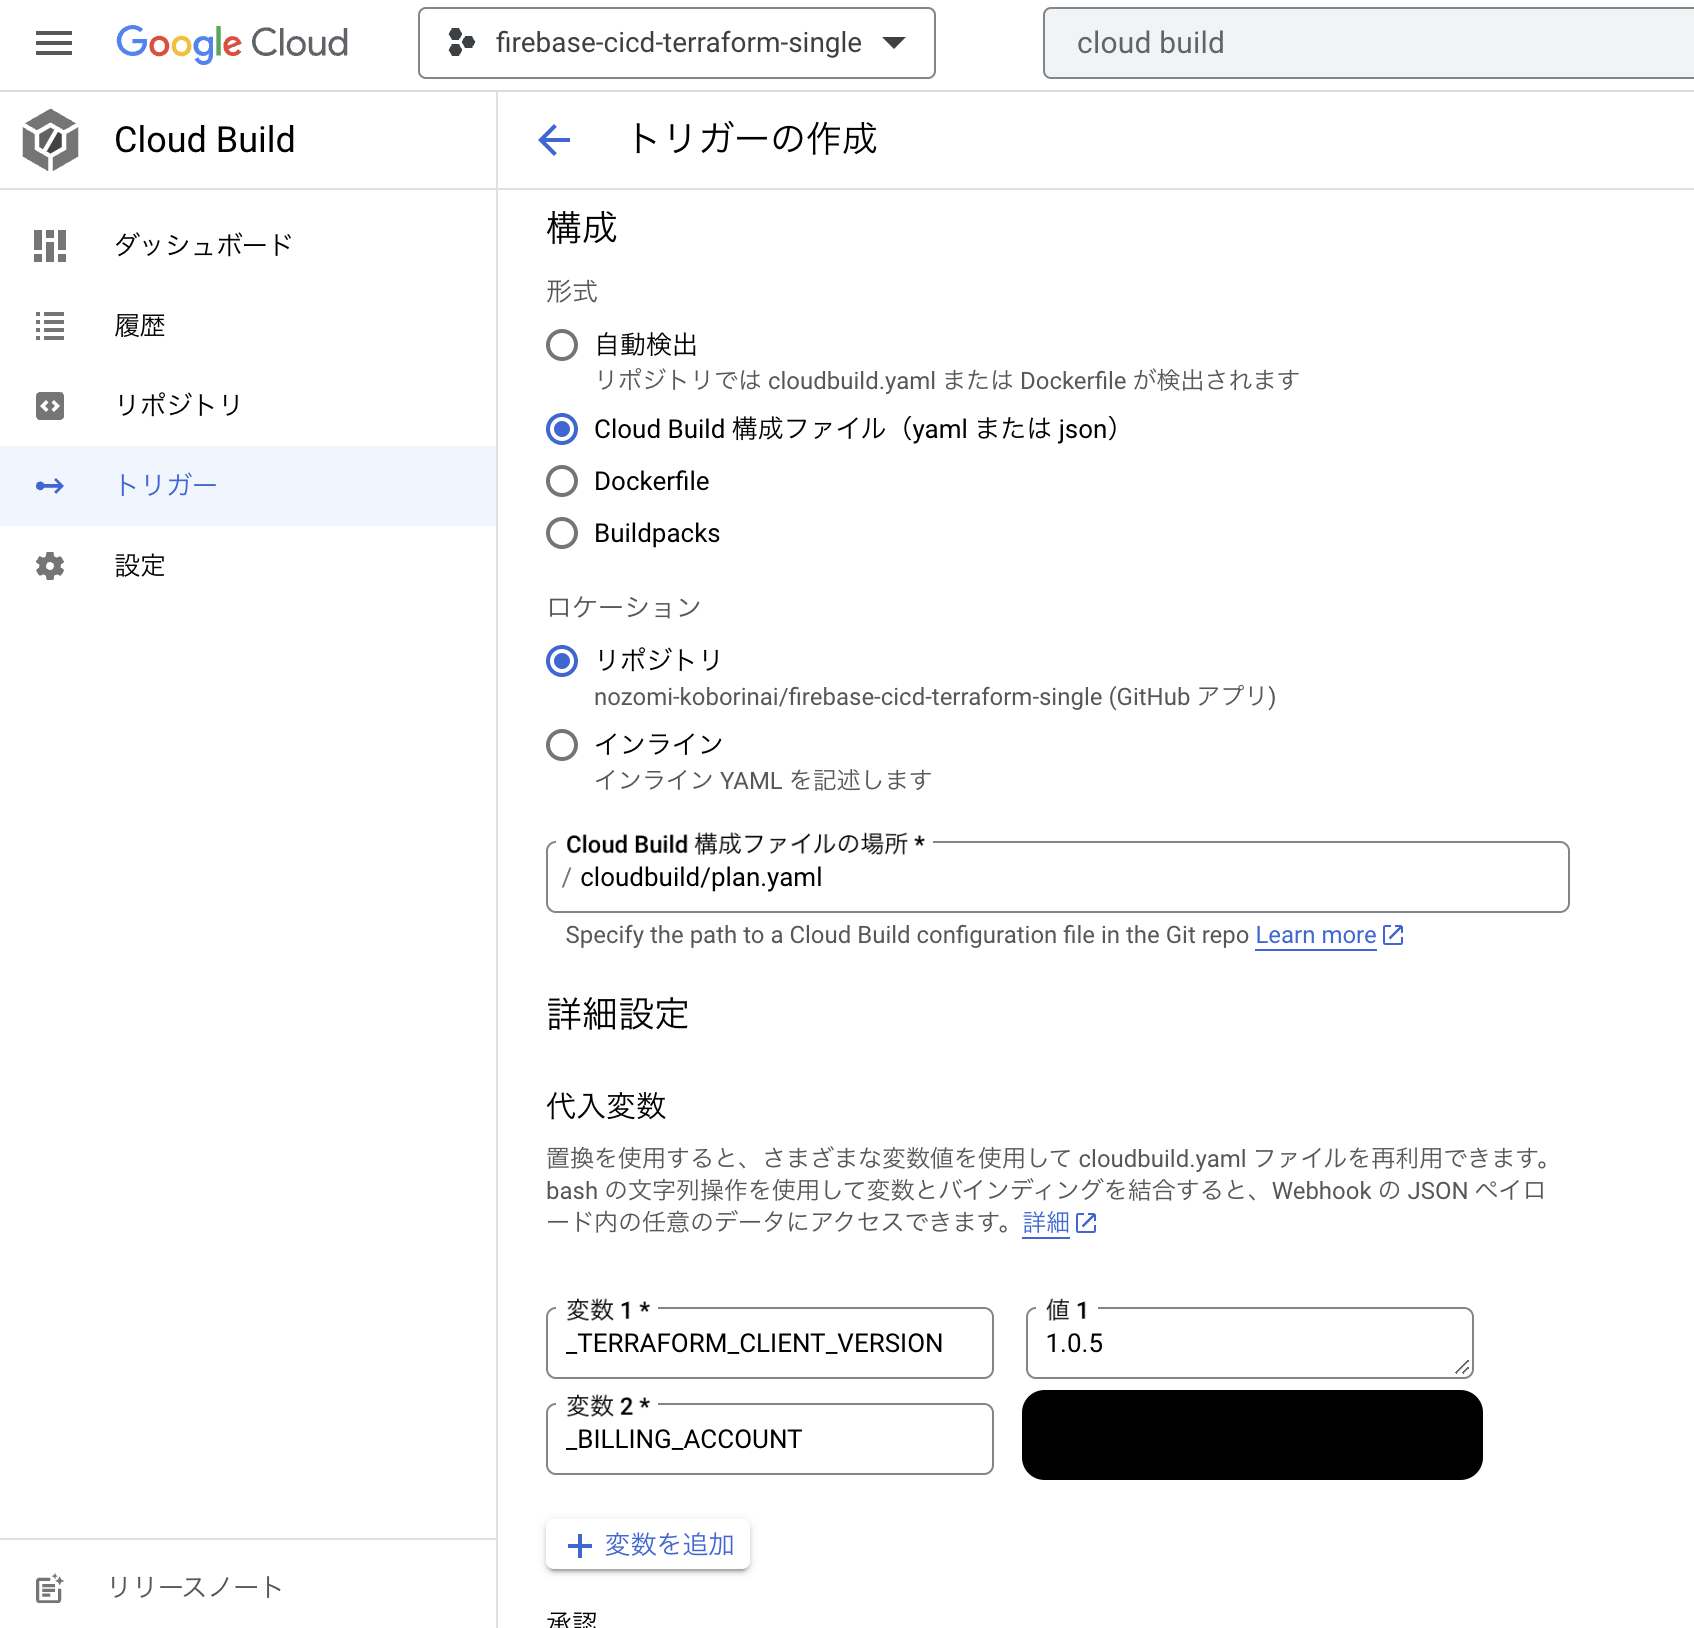 Google Cloud
firebase-cicd-terraform-single
cloud build
Cloud Build
トリガーの作成
ダッシュボード
履歴
リポジトリ
トリガー
設定
リリースノート
構成
形式
自動検出
リポジトリでは cloudbuild.yaml または Dockerfile が検出されます
Cloud Build 構成ファイル（yaml または json）
Dockerfile
Buildpacks
ロケーション
リポジトリ
nozomi-koborinai/firebase-cicd-terraform-single (GitHub アプリ)
インライン
インライン YAML を記述します
Cloud Build 構成ファイルの場所 *
/ cloudbuild/plan.yaml
Specify the path to a Cloud Build configuration file in the Git repo Learn more
詳細設定
代入変数
置換を使用すると、さまざまな変数値を使用して cloudbuild.yaml ファイルを再利用できます。
bash の文字列操作を使用して変数とバインディングを結合すると、Webhook の JSON ペイロ
ード内の任意のデータにアクセスできます。詳細
変数 1 *
_TERRAFORM_CLIENT_VERSION
値 1
1.0.5
変数 2 *
_BILLING_ACCOUNT
変数を追加
承認